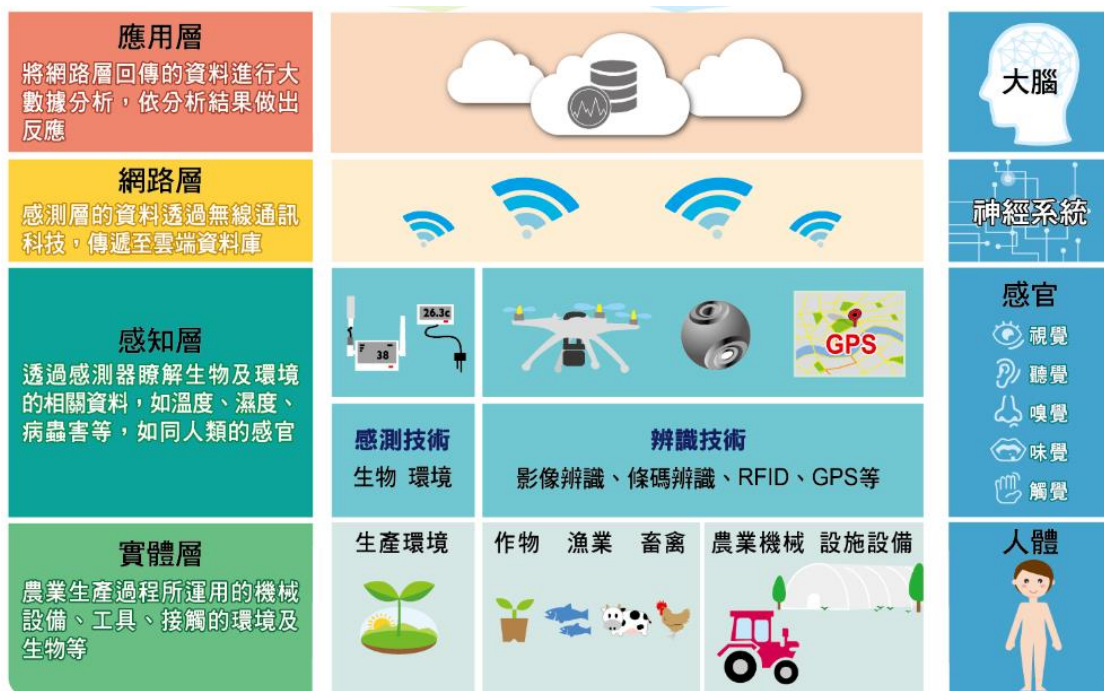 應用層
將網路層回傳的資料進行大
數據分析，依分析結果做出
反應
大腦
網路層
感測層的資料透過無線通訊
科技，傳遞至雲端資料庫
神經系統
感知層
透過感測器瞭解生物及環境
的相關資料，如溫度、濕度、
病蟲害等，如同人類的感官
26.3c
38
GPS
感測技術
生物 環境
辨識技術
影像辨識、條碼辨識、RFID、GPS等
感官
視覺
聽覺
嗅覺
味覺
觸覺
實體層
農業生產過程所運用的機械
設備、工具、接觸的環境及
生物等
生產環境
作物 漁業 畜禽
農業機械 設施設備
人體